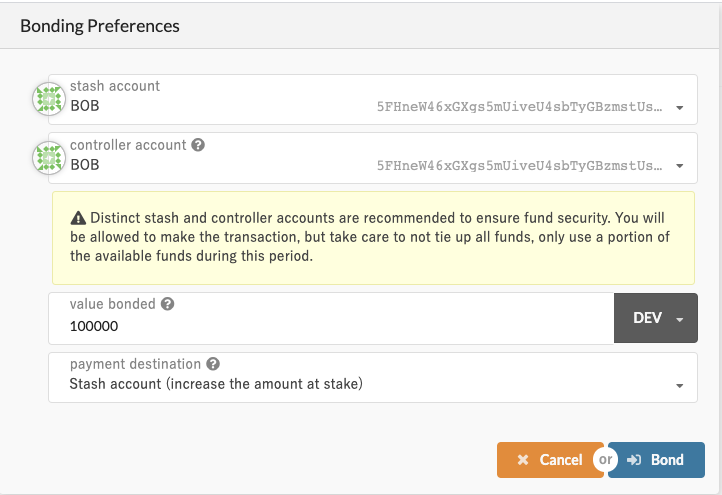 Bonding Preferences
stash account
BOB 5FHneW46xGXgs5mUiveU4sbTyGBzmstUs...
controller account
BOB 5FHneW46xGXgs5mUiveU4sbTyGBzmstUs...
Distinct stash and controller accounts are recommended to ensure fund security. You will
be allowed to make the transaction, but take care to not tie up all funds, only use a portion of
the available funds during this period.
value bonded
100000 DEV
payment destination
Stash account (increase the amount at stake)
Cancel or Bond